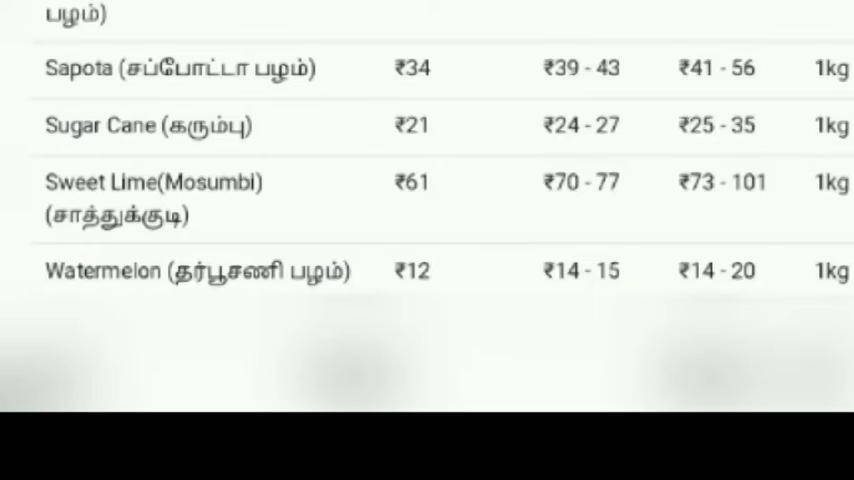 பழம்)
Sapota (சப்போட்டா பழம்) ₹34 ₹39 - 43 ₹41 - 56 1kg
Sugar Cane (கரும்பு) ₹21 ₹24 - 27 ₹25 - 35 1kg
Sweet Lime(Mosumbi) ₹61 ₹70 - 77 ₹73 - 101 1kg
(சாத்துக்குடி)
Watermelon (தர்பூசணி பழம்) ₹12 ₹14 - 15 ₹14 - 20 1kg